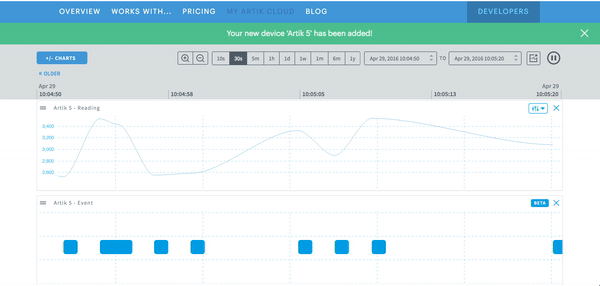 OVERVIEW WORKS WITH... PRICING MY ARTIK CLOUD BLOG DEVELOPERS
Your new device 'Artik 5' has been added!
+/- CHARTS 10s 30s 5m 1h 1d 1w 1m 6m 1y Apr 29, 2016 10:04:50 TO Apr 29, 2016 10:05:20
< OLDER
Apr 29 Apr 29
10:04:50 10:04:58 10:05:05 10:05:13 10:05:20
Artik 5 - Reading
3,400
3,200
3,000
2,800
2,600
Artik 5 - Event BETA